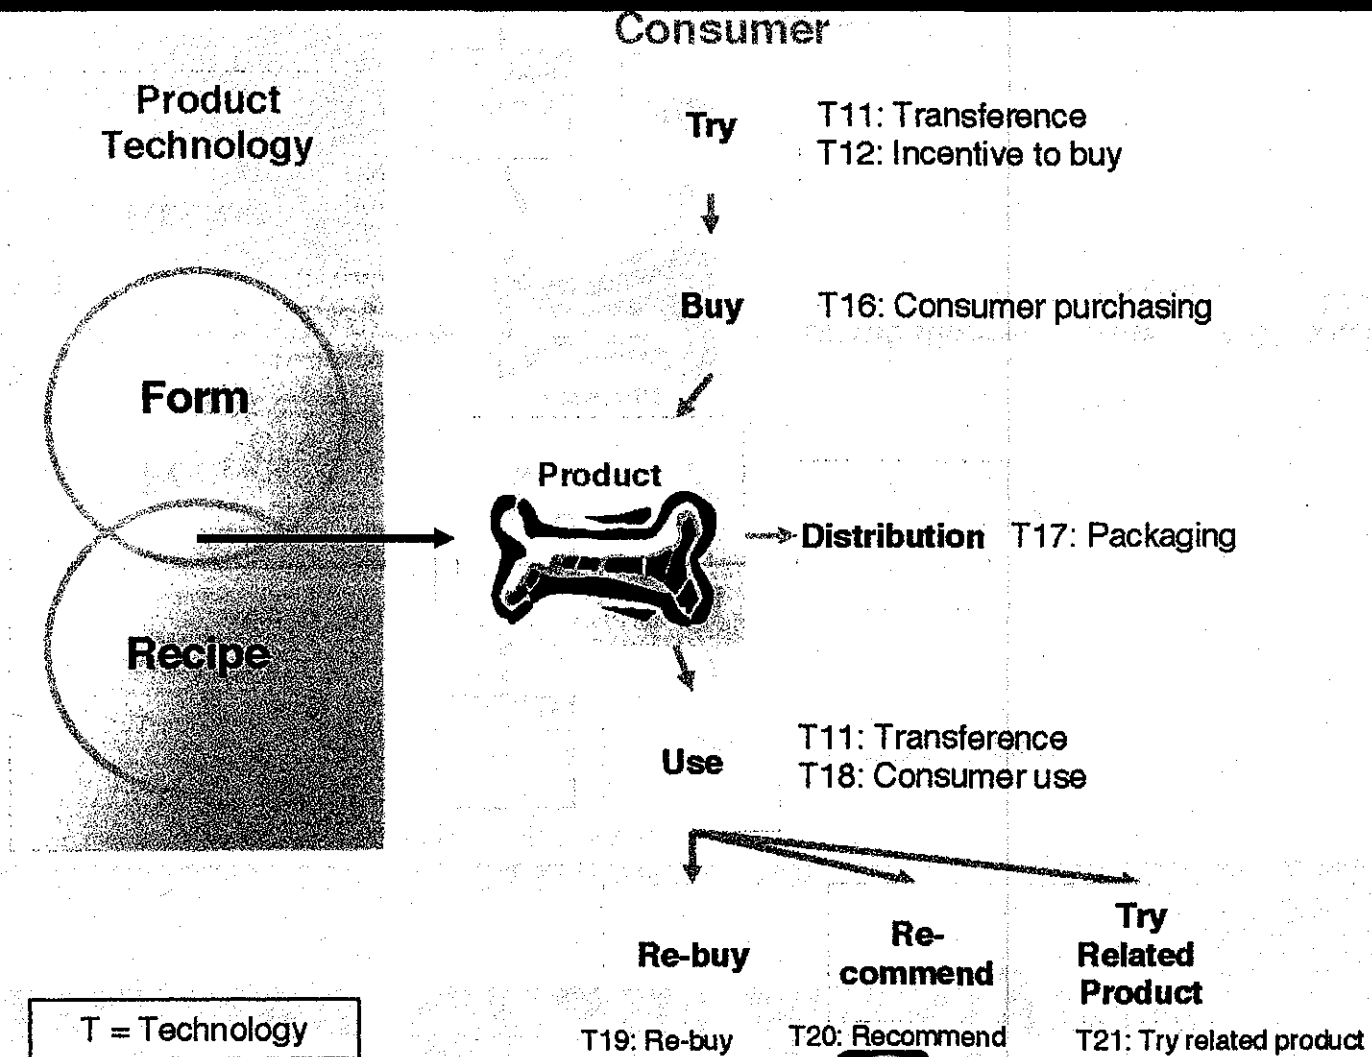 Consumer
Product
Technology
Try
T11: Transference
T12: Incentive to buy
Buy
T16: Consumer purchasing
Form
Product
Distribution T17: Packaging
Recipe
Use
T11: Transference
T18: Consumer use
Re-buy
Re-
commend
Try
Related
Product
T = Technology
T19: Re-buy
T20: Recommend
T21: Try related product